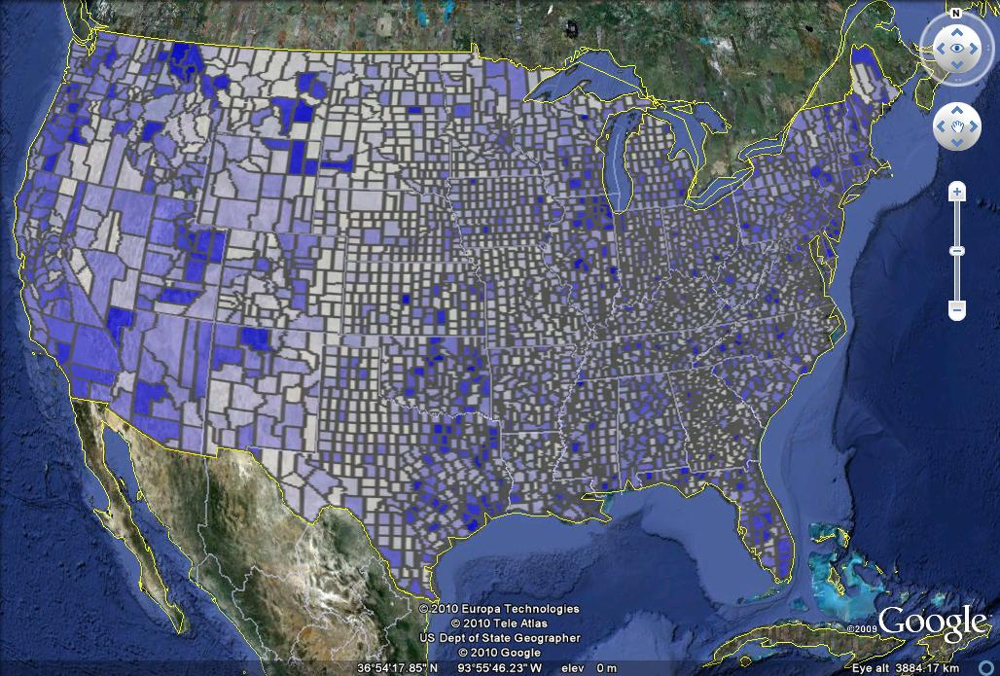 N
© 2010 Europa Technologies
© 2010 Tele Atlas
US Dept of State Geographer
© 2010 Google
©2009 Google
36°54'17.85" N 93°55'46.23" W elev 0 m
Eye alt 3884.17 km